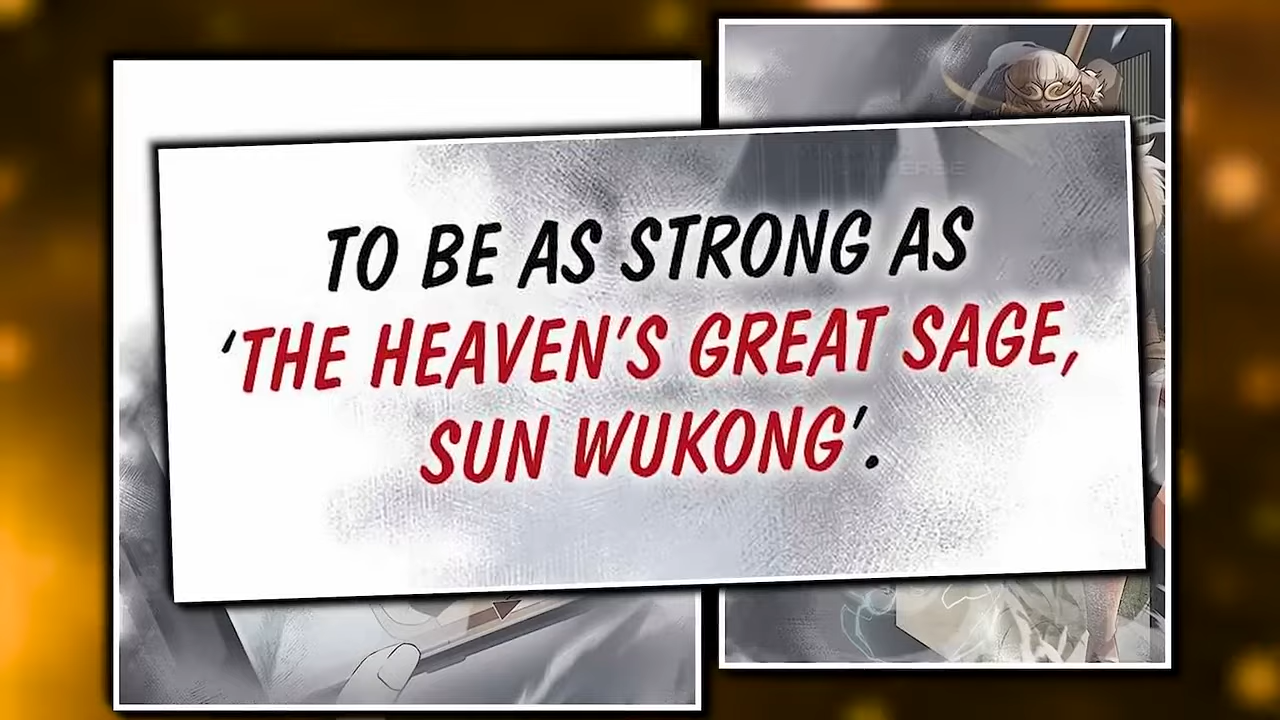 TO BE AS STRONG AS
‘THE HEAVEN’S GREAT SAGE,
SUN WUKONG’.